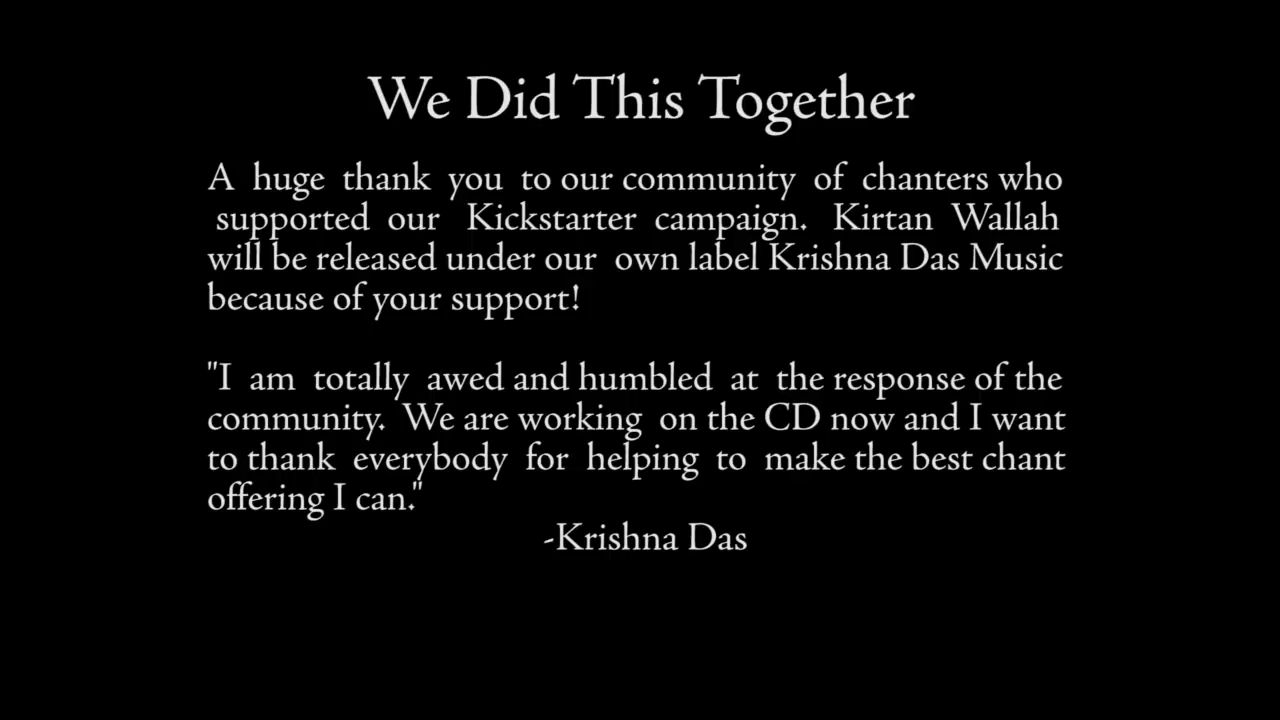 We Did This Together
A huge thank you to our community of chanters who
supported our Kickstarter campaign. Kirtan Wallah
will be released under our own label Krishna Das Music
because of your support!
"I am totally awed and humbled at the response of the
community. We are working on the CD now and I want
to thank everybody for helping to make the best chant
offering I can."
-Krishna Das